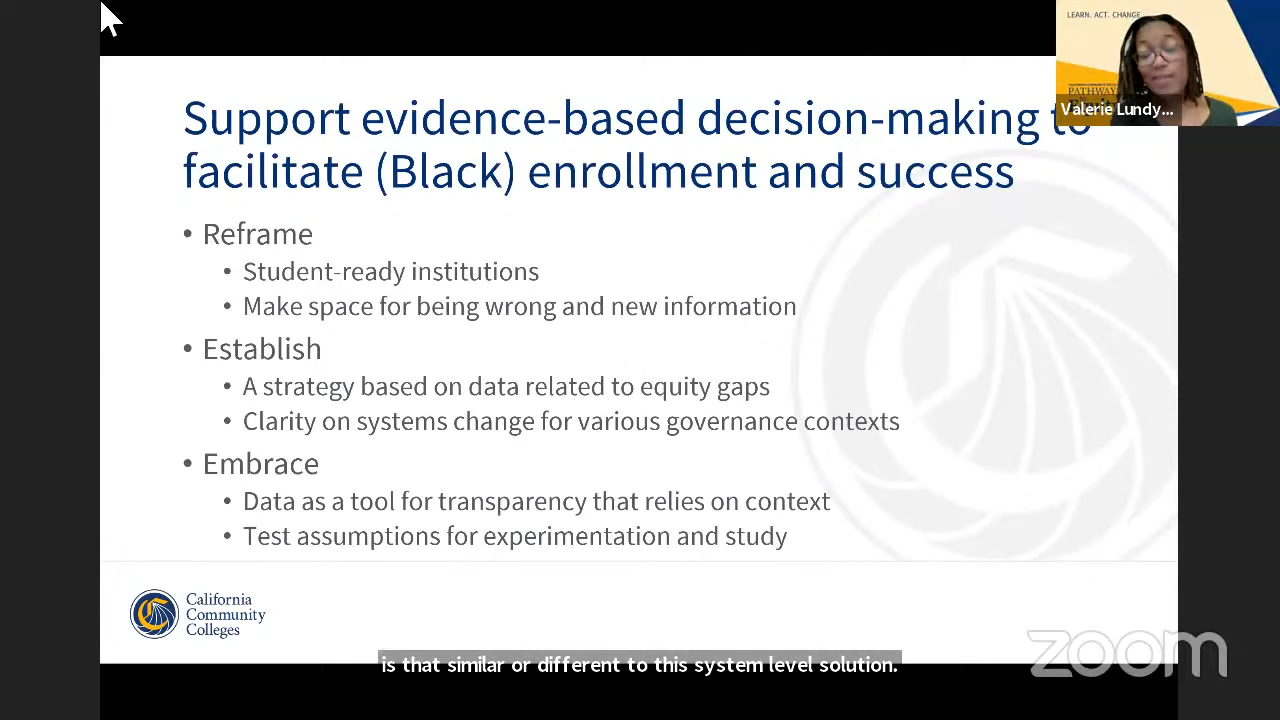 LEARN. ACT. CHANGE
PATHWAY
Valerie Lundy...
Support evidence-based decision-making to
facilitate (Black) enrollment and success
• Reframe
• Student-ready institutions
• Make space for being wrong and new information
• Establish
• A strategy based on data related to equity gaps
• Clarity on systems change for various governance contexts
• Embrace
• Data as a tool for transparency that relies on context
• Test assumptions for experimentation and study
California
Community
Colleges
is that similar or different to this system level solution.
zoom